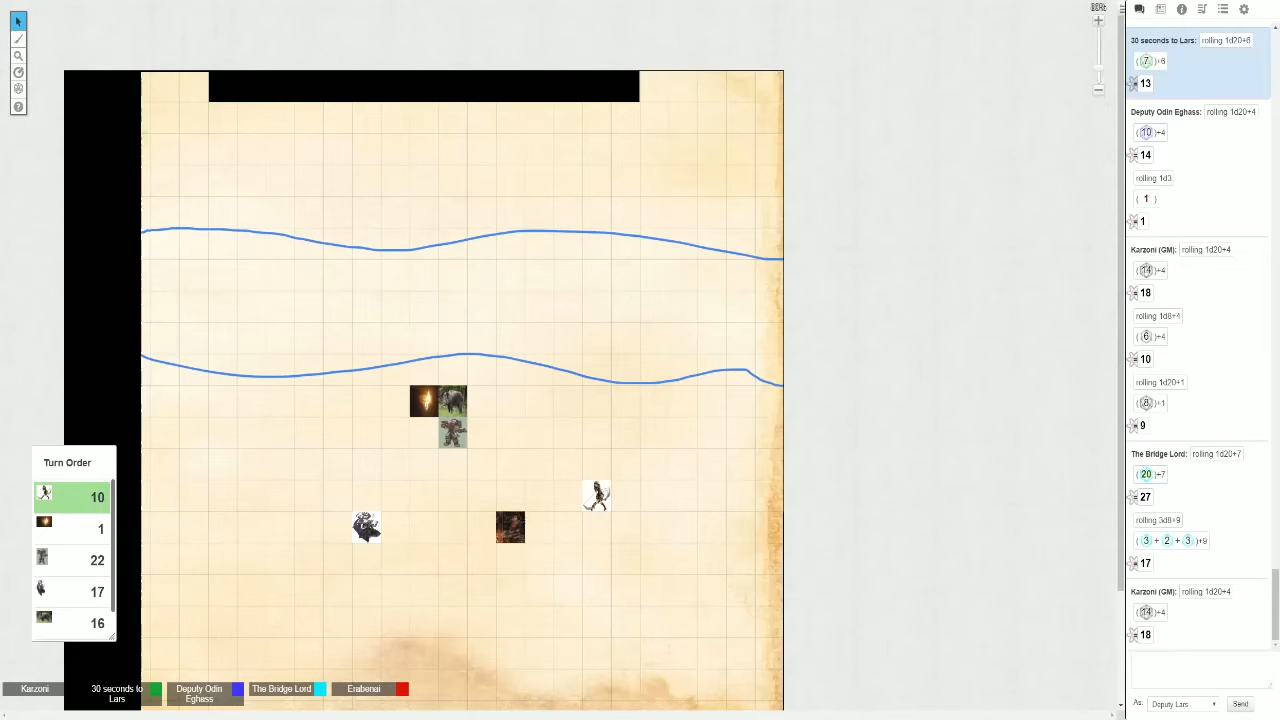 30 seconds to Lars: rolling 1d20+6
(7)+6
13
Deputy Odin Eghass: rolling 1d20+4
(10)+4
14
rolling 1d3
( 1 )
1
Karzoni (GM): rolling 1d20+4
(14)+4
18
rolling 1d8+4
(6)+4
10
rolling 1d20+1
(8)+1
9
The Bridge Lord: rolling 1d20+7
(20)+7
27
rolling 3d8+9
(3+2+3)+9
17
Karzoni (GM): rolling 1d20+4
(14)+4
18
As: Deputy Lars Send
Turn Order
10
1
22
17
16
Karzoni
30 seconds to
Lars
Deputy Odin
Eghass
The Bridge Lord
Erabenai